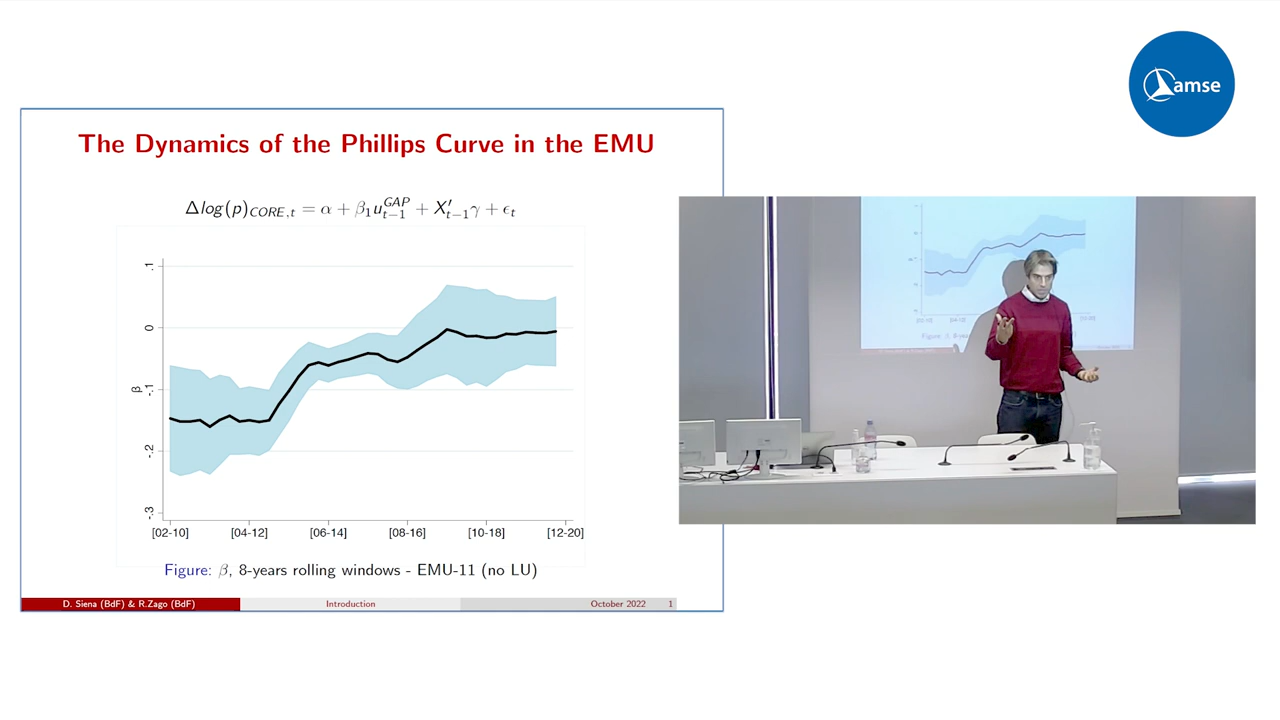 amse
The Dynamics of the Phillips Curve in the EMU
Δlog(p)_{CORE,t} = α + β₁u^{GAP}_{t−1} + X′_{t−1}γ + ϵ_t
.1
0
-.1
-.2
-.3
β
[02-10] [04-12] [06-14] [08-16] [10-18] [12-20]
Figure: β, 8-years rolling windows - EMU-11 (no LU)
D. Siena (BdF) & R.Zago (BdF) Introduction October 2022 1